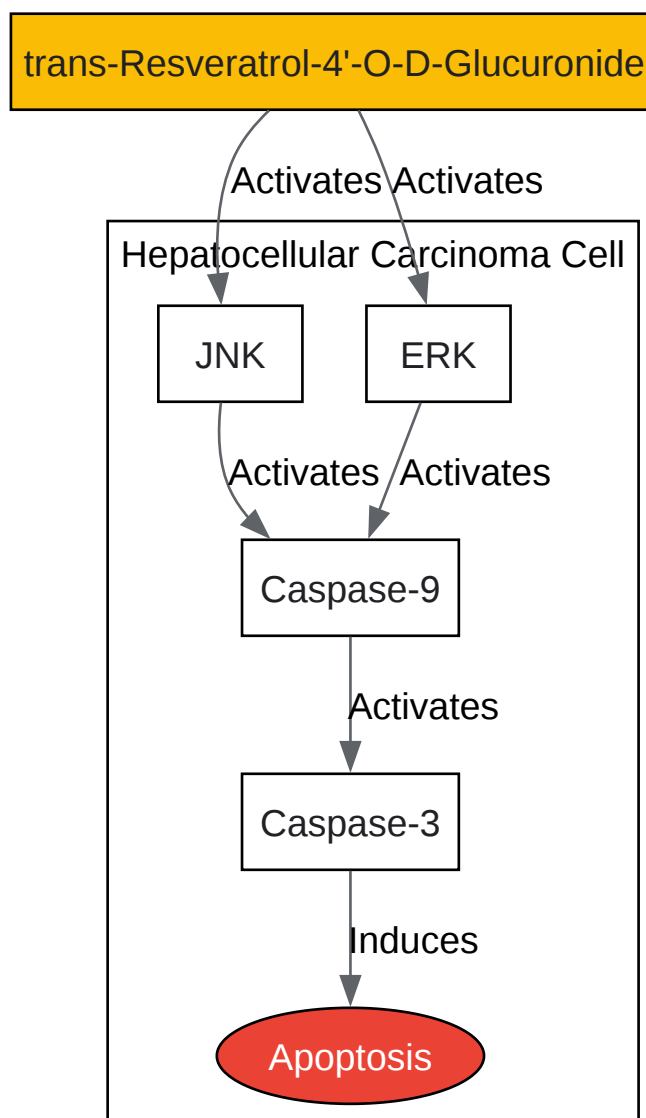 trans-Resveratrol-4'-O-D-Glucuronide
Activates Activates
Hepatocellular Carcinoma Cell
JNK ERK
Activates Activates
Caspase-9
Activates
Caspase-3
Induces
Apoptosis